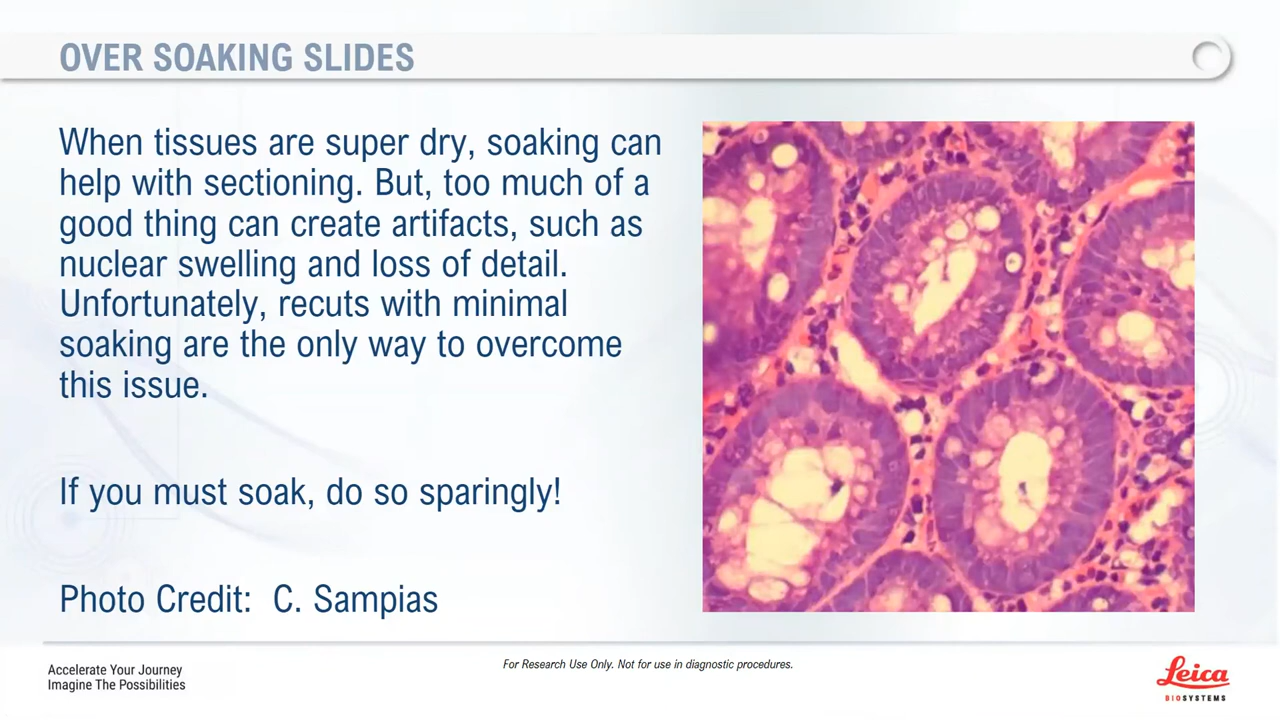 OVER SOAKING SLIDES
When tissues are super dry, soaking can
help with sectioning. But, too much of a
good thing can create artifacts, such as
nuclear swelling and loss of detail.
Unfortunately, recuts with minimal
soaking are the only way to overcome
this issue.
If you must soak, do so sparingly!
Photo Credit:  C. Sampias
Accelerate Your Journey
Imagine The Possibilities
For Research Use Only. Not for use in diagnostic procedures.
Leica
BIOSYSTEMS